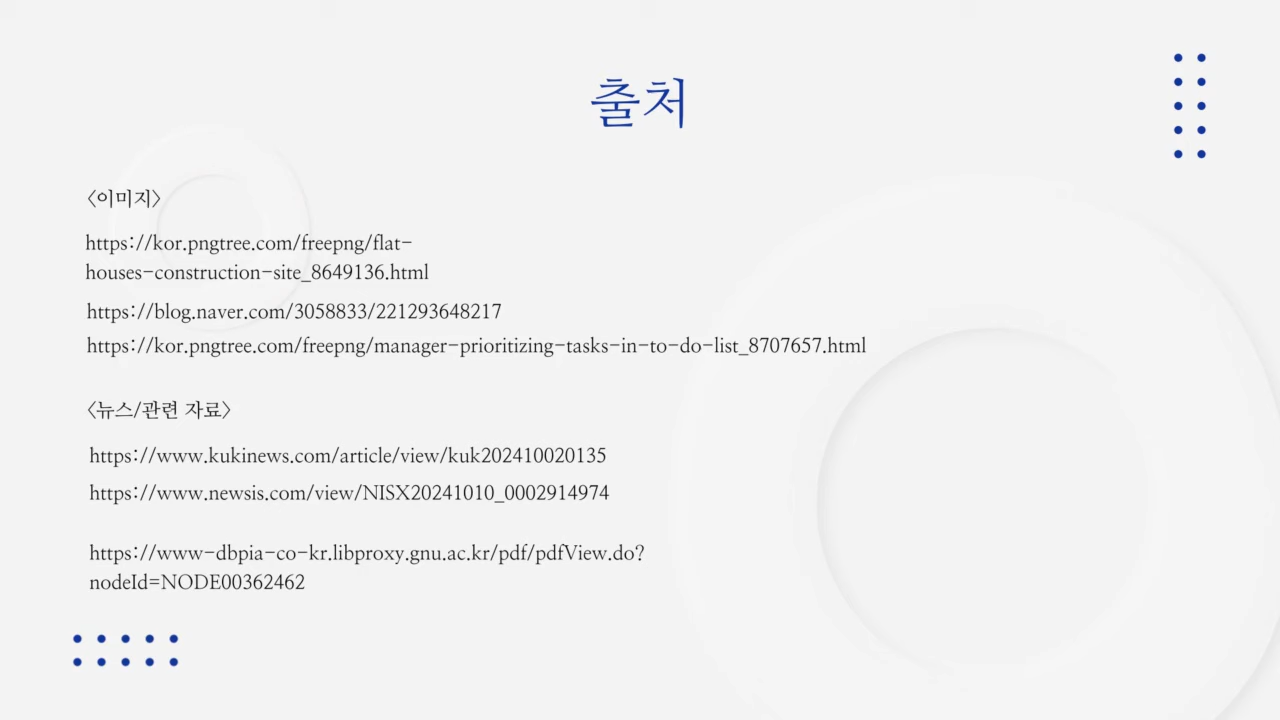 출처
〈이미지〉
https://kor.pngtree.com/freepng/flat-
houses-construction-site_8649136.html
https://blog.naver.com/3058833/221293648217
https://kor.pngtree.com/freepng/manager-prioritizing-tasks-in-to-do-list_8707657.html
〈뉴스/관련 자료〉
https://www.kukinews.com/article/view/kuk202410020135
https://www.newsis.com/view/NISX20241010_0002914974
https://www-dbpia-co-kr.libproxy.gnu.ac.kr/pdf/pdfView.do?
nodeId=NODE00362462